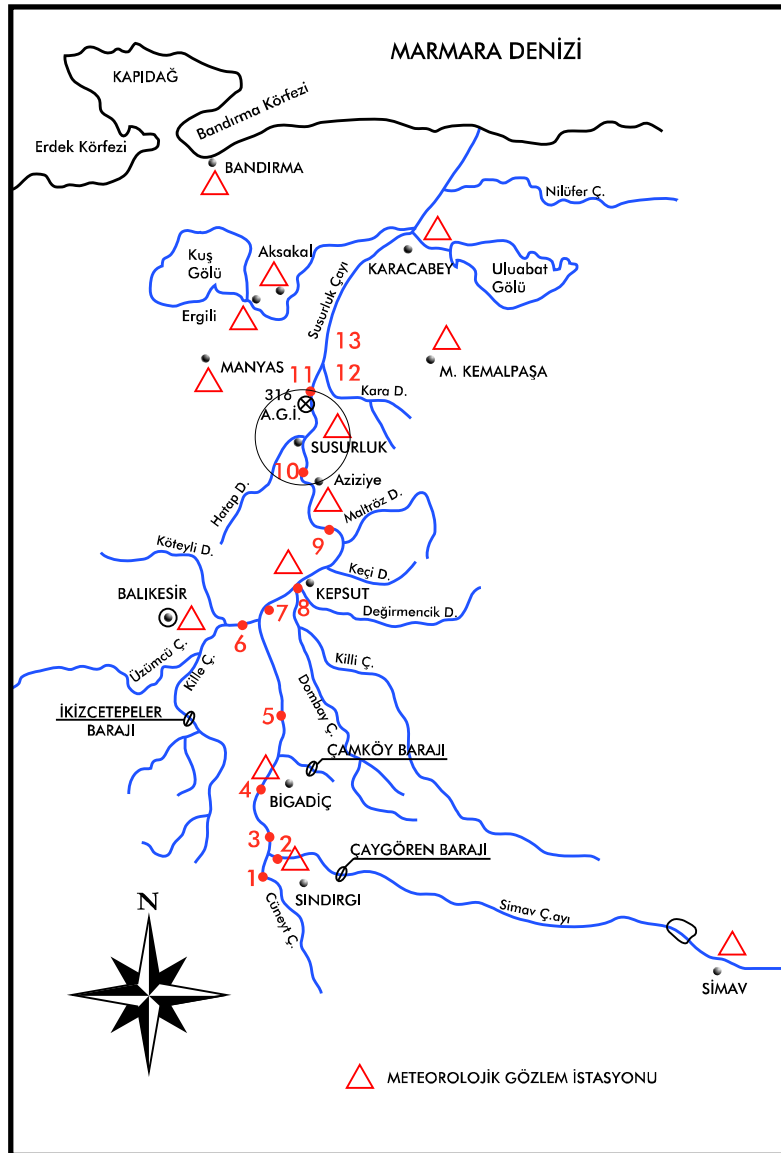 MARMARA DENİZİ
KAPIDAĞ
Bandırma Körfezi
Erdek Körfezi
BANDIRMA
Nilüfer Ç.
Kuş
Gölü
Aksakal
KARACABEY
Uluabat
Gölü
Susurluk Çayı
Ergili
13
MANYAS
M. KEMALPAŞA
11
12
316
A.G.İ.
Kara D.
SUSURLUK
10
Aziziye
Hatap D.
Maltröz D.
9
Köteyli D.
Keçi D.
KEPSUT
BALIKESİR
8
7
Değirmencik D.
6
Üzümcü Ç.
Kille Ç.
Killi Ç.
Dombay Ç.
İKİZCETEPELER
BARAJI
5
ÇAMKÖY BARAJI
4
BİGADİÇ
3
2
ÇAYGÖREN BARAJI
1
SINDIRGI
Cüneyt Ç.
Simav Ç.ayı
N
SİMAV
METEOROLOJİK GÖZLEM İSTASYONU